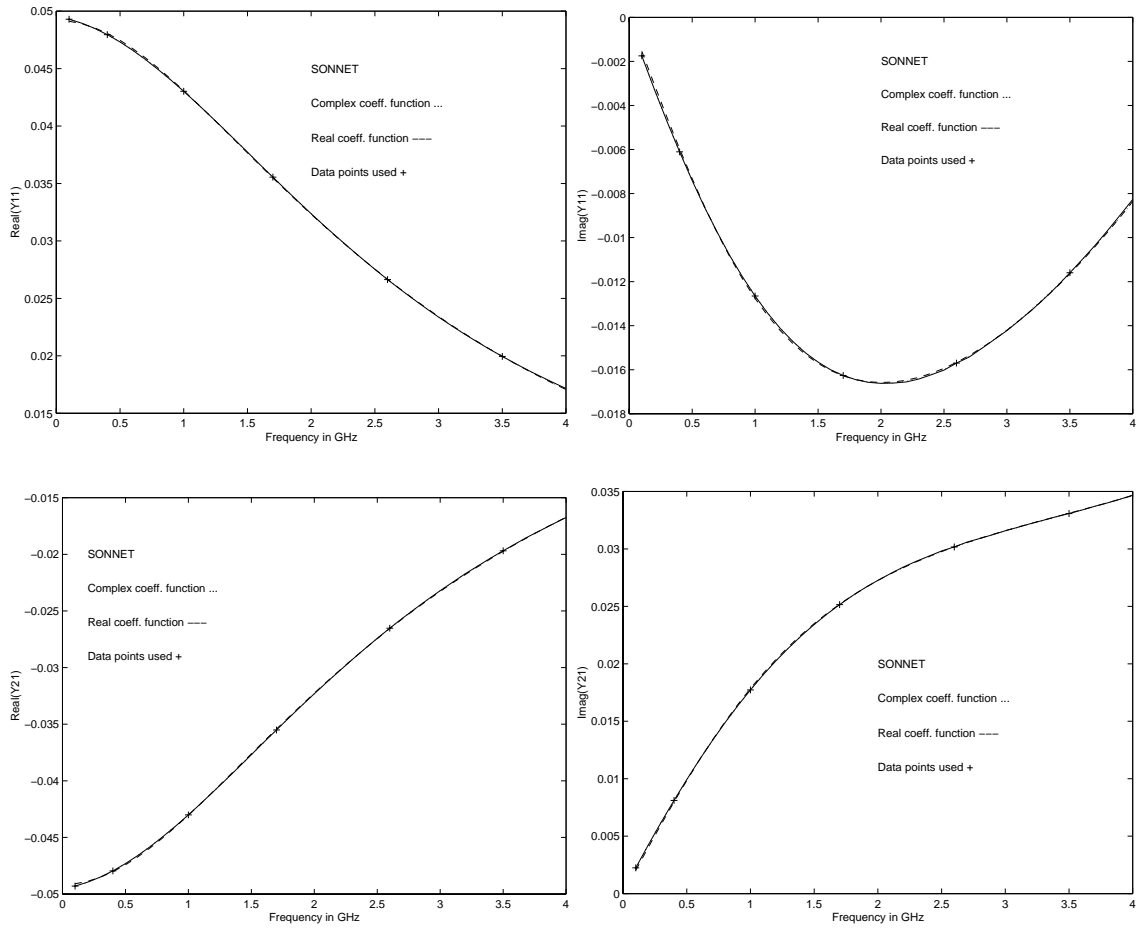 0.05
0.045
0.04
0.035
0.03
0.025
0.02
0.015
Real(Y11)
SONNET
Complex coeff. function ...
Real coeff. function −−−
Data points used +
0 0.5 1 1.5 2 2.5 3 3.5 4
Frequency in GHz
0
−0.002
−0.004
−0.006
−0.008
−0.01
−0.012
−0.014
−0.016
−0.018
Imag(Y11)
SONNET
Complex coeff. function ...
Real coeff. function −−−
Data points used +
0 0.5 1 1.5 2 2.5 3 3.5 4
Frequency in GHz
−0.015
−0.02
−0.025
−0.03
−0.035
−0.04
−0.045
−0.05
Real(Y21)
SONNET
Complex coeff. function ...
Real coeff. function −−−
Data points used +
0 0.5 1 1.5 2 2.5 3 3.5 4
Frequency in GHz
0.035
0.03
0.025
0.02
0.015
0.01
0.005
0
Imag(Y21)
SONNET
Complex coeff. function ...
Real coeff. function −−−
Data points used +
0 0.5 1 1.5 2 2.5 3 3.5 4
Frequency in GHz